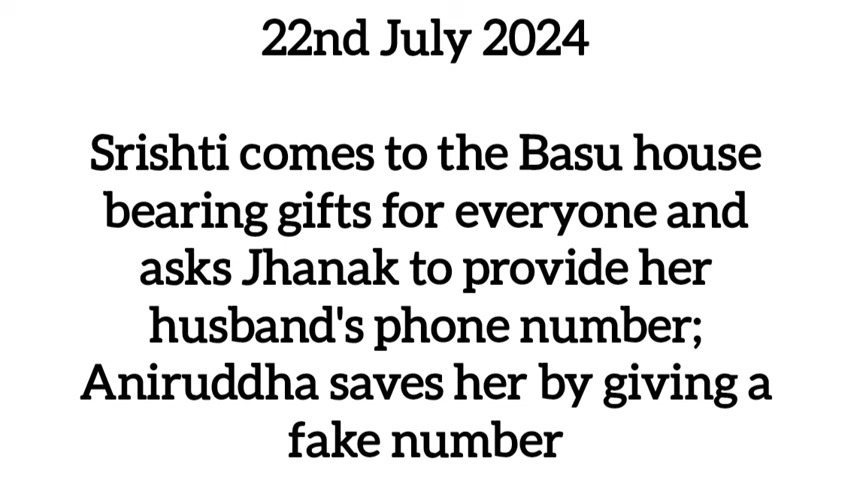 22nd July 2024
Srishti comes to the Basu house
bearing gifts for everyone and
asks Jhanak to provide her
husband's phone number;
Aniruddha saves her by giving a
fake number